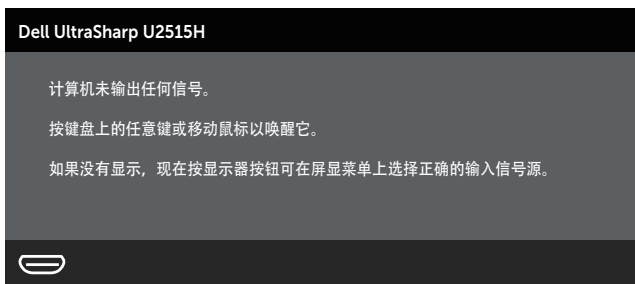 Dell UltraSharp U2515H
计算机未输出任何信号。
按键盘上的任意键或移动鼠标以唤醒它。
如果没有显示，现在按显示器按钮可在屏显菜单上选择正确的输入信号源。